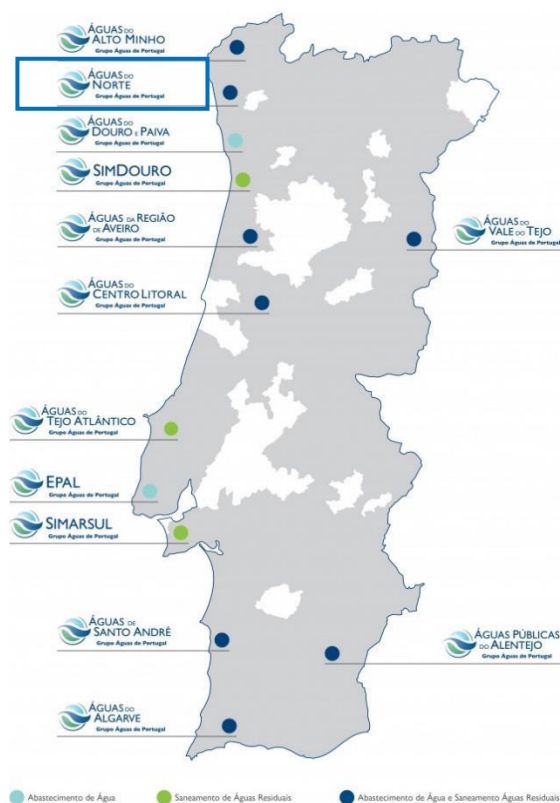 ÁGUAS DO
ALTO MINHO
Grupo Águas de Portugal
ÁGUAS DO
NORTE
Grupo Águas de Portugal
ÁGUAS DO
DOURO E PAIVA
Grupo Águas de Portugal
SIMDOURO
Grupo Águas de Portugal
ÁGUAS DA REGIÃO
DE AVEIRO
Grupo Águas de Portugal
ÁGUAS DO
VALE DO TEJO
Grupo Águas de Portugal
ÁGUAS DO
CENTRO LITORAL
Grupo Águas de Portugal
ÁGUAS DO
TEJO ATLÂNTICO
Grupo Águas de Portugal
EPAL
Grupo Águas de Portugal
SIMARSUL
Grupo Águas de Portugal
ÁGUAS DE
SANTO ANDRÉ
Grupo Águas de Portugal
ÁGUAS PÚBLICAS
DO ALENTEJO
Grupo Águas de Portugal
ÁGUAS DO
ALGARVE
Grupo Águas de Portugal
Abastecimento de Água
Saneamento de Águas Residuais
Abastecimento de Água e Saneamento Águas Residuais